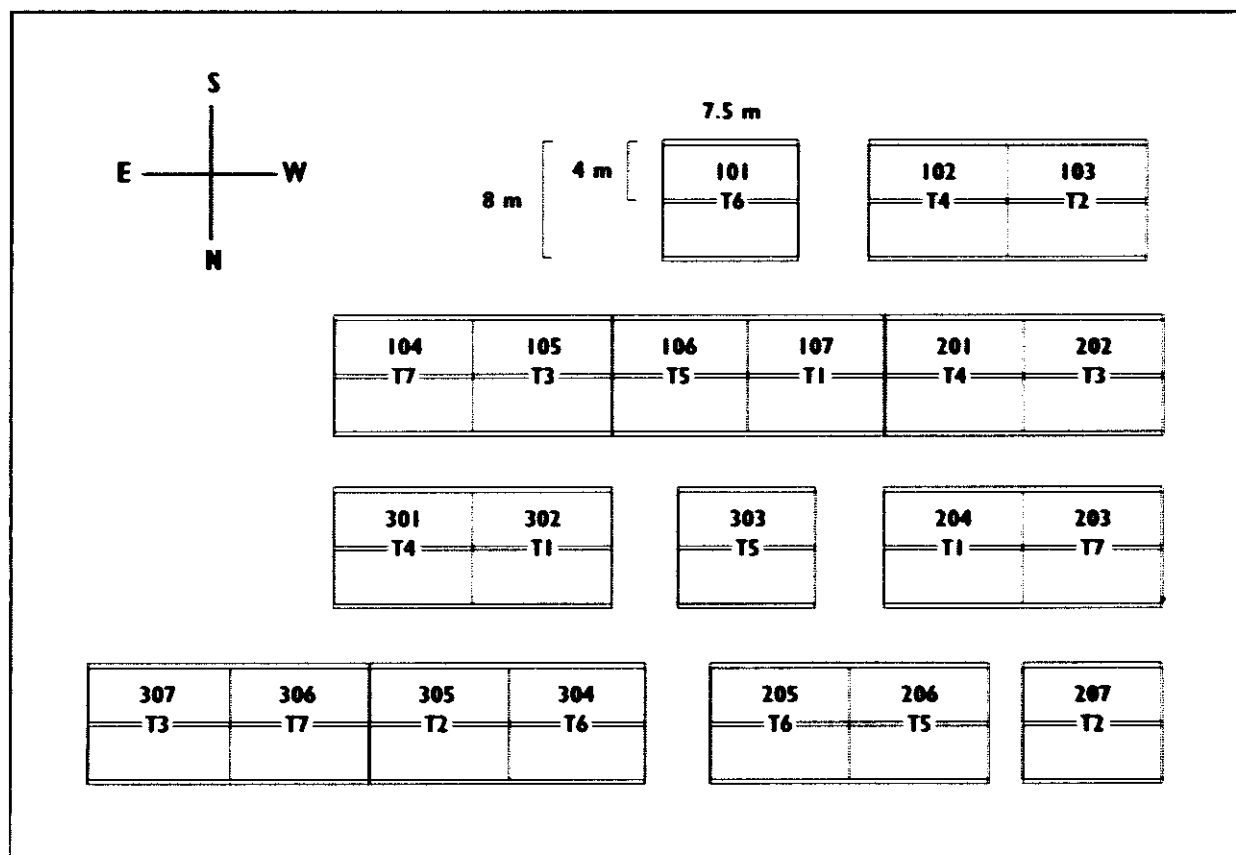 S
E W
N
7.5 m
4 m
8 m
101 102 103
T6 T4 T2
104 105 106 107 201 202
T7 T3 T5 T1 T4 T3
301 302 303 204 203
T4 T1 T5 T1 T7
307 306 305 304 205 206 207
T3 T7 T2 T6 T6 T5 T2